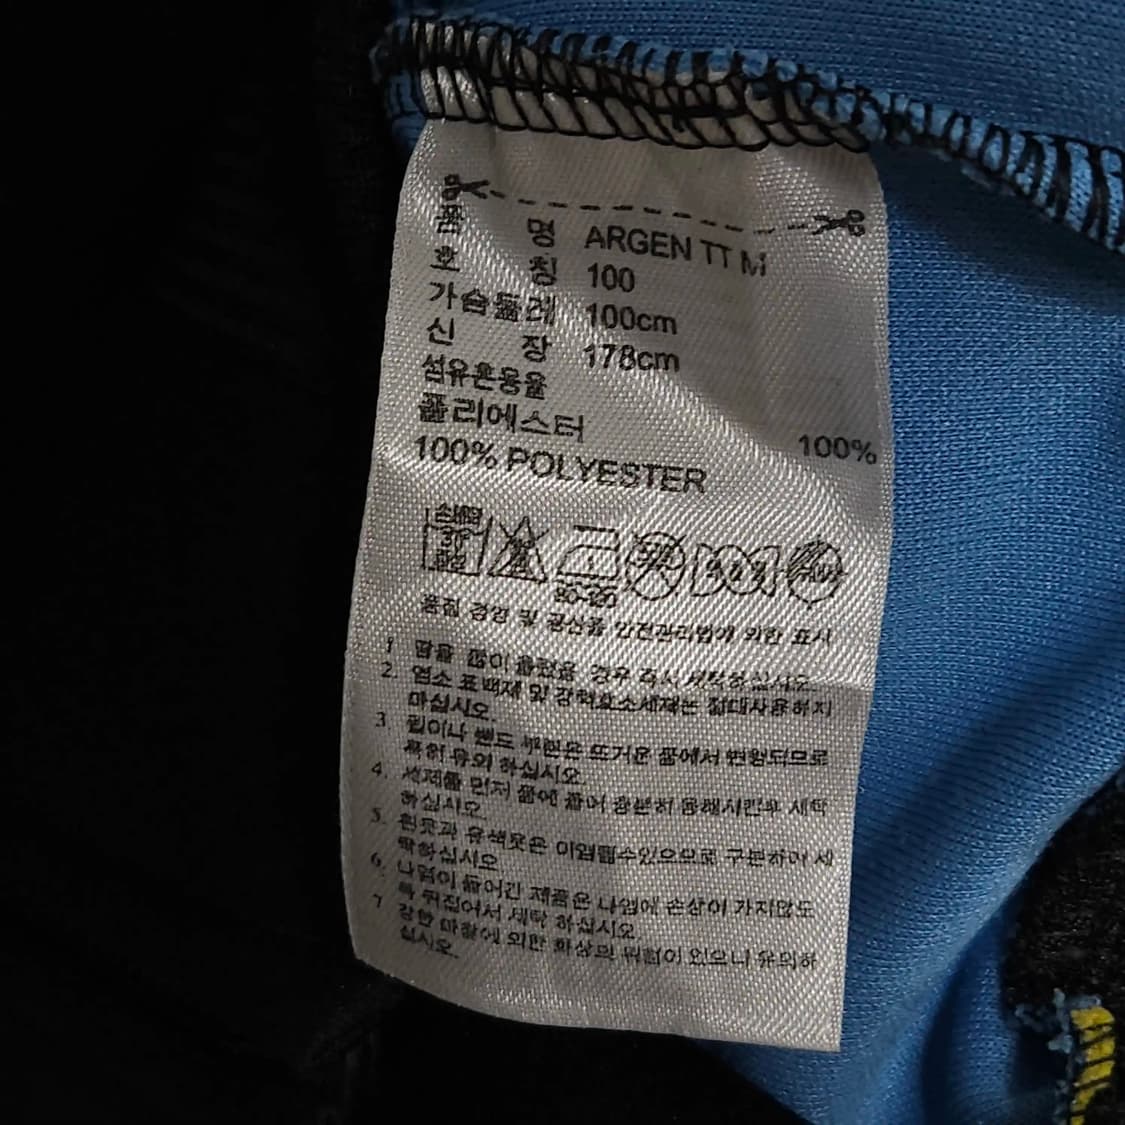 품 명 ARGEN TT M
호 칭 100
가슴둘레 100cm
신 장 178cm
섬유혼용율
폴리에스터 100%
100% POLYESTER
품질 경영 및 공산품 안전관리법에 의한 표시
1 땀을 많이 흘렸을 경우 즉시 세탁하십시오.
2. 염소 표백제 및 강력효소세제는 절대사용하지
마십시오.
3. 밴드 부현은 뜨거운 물에서 변형되므로
특히 유의 하십시오.
4. 세제를 먼저 물에 풀어 충분히 용해시킨후 세탁
하십시오.
5. 흰옷과 유색옷은 이염될수있으므로 구분하여 세
탁하십시오
6. 나염이 들어간 제품은 나염에 손상이 가지않도
록 뒤집어서 세탁 하십시오
7 강한 마찰에 의한 화상의 위험이 있으니 유의하
십시오.